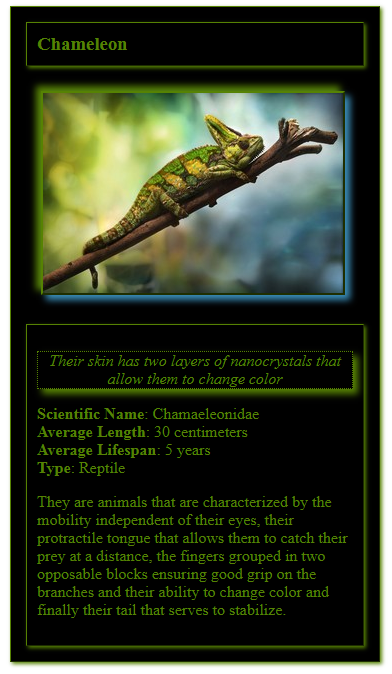 Chameleon
Their skin has two layers of nanocrystals that
allow them to change color
Scientific Name: Chamaeleonidae
Average Length: 30 centimeters
Average Lifespan: 5 years
Type: Reptile
They are animals that are characterized by the
mobility independent of their eyes, their
protractile tongue that allows them to catch their
prey at a distance, the fingers grouped in two
opposable blocks ensuring good grip on the
branches and their ability to change color and
finally their tail that serves to stabilize.